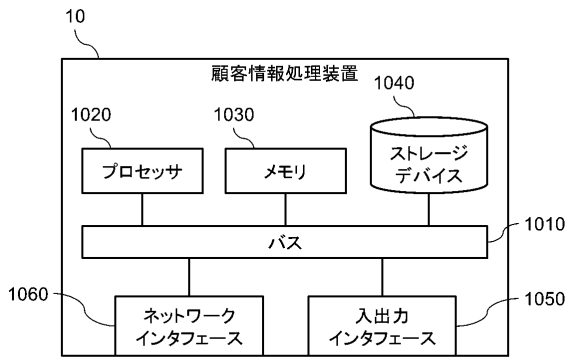 10
顧客情報処理装置
1020
1030
1040
プロセッサ
メモリ
ストレージ
デバイス
バス
1010
1060
ネットワーク
インタフェース
入出力
インタフェース
1050